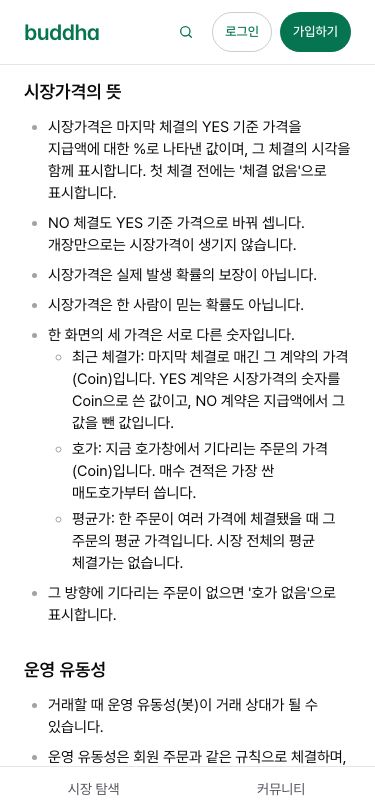 buddha
로그인
가입하기
시장가격의 뜻
시장가격은 마지막 체결의 YES 기준 가격을
지급액에 대한 %로 나타낸 값이며, 그 체결의 시각을
함께 표시합니다. 첫 체결 전에는 '체결 없음'으로
표시합니다.
NO 체결도 YES 기준 가격으로 바꿔 셉니다.
개장만으로는 시장가격이 생기지 않습니다.
시장가격은 실제 발생 확률의 보장이 아닙니다.
시장가격은 한 사람이 믿는 확률도 아닙니다.
한 화면의 세 가격은 서로 다른 숫자입니다.
최근 체결가: 마지막 체결로 매긴 그 계약의 가격
(Coin)입니다. YES 계약은 시장가격의 숫자를
Coin으로 쓴 값이고, NO 계약은 지급액에서 그
값을 뺀 값입니다.
호가: 지금 호가창에서 기다리는 주문의 가격
(Coin)입니다. 매수 견적은 가장 싼
매도호가부터 씁니다.
평균가: 한 주문이 여러 가격에 체결됐을 때 그
주문의 평균 가격입니다. 시장 전체의 평균
체결가는 없습니다.
그 방향에 기다리는 주문이 없으면 '호가 없음'으로
표시합니다.
운영 유동성
거래할 때 운영 유동성(봇)이 거래 상대가 될 수
있습니다.
운영 유동성은 회원 주문과 같은 규칙으로 체결하며,
시장 탐색
커뮤니티